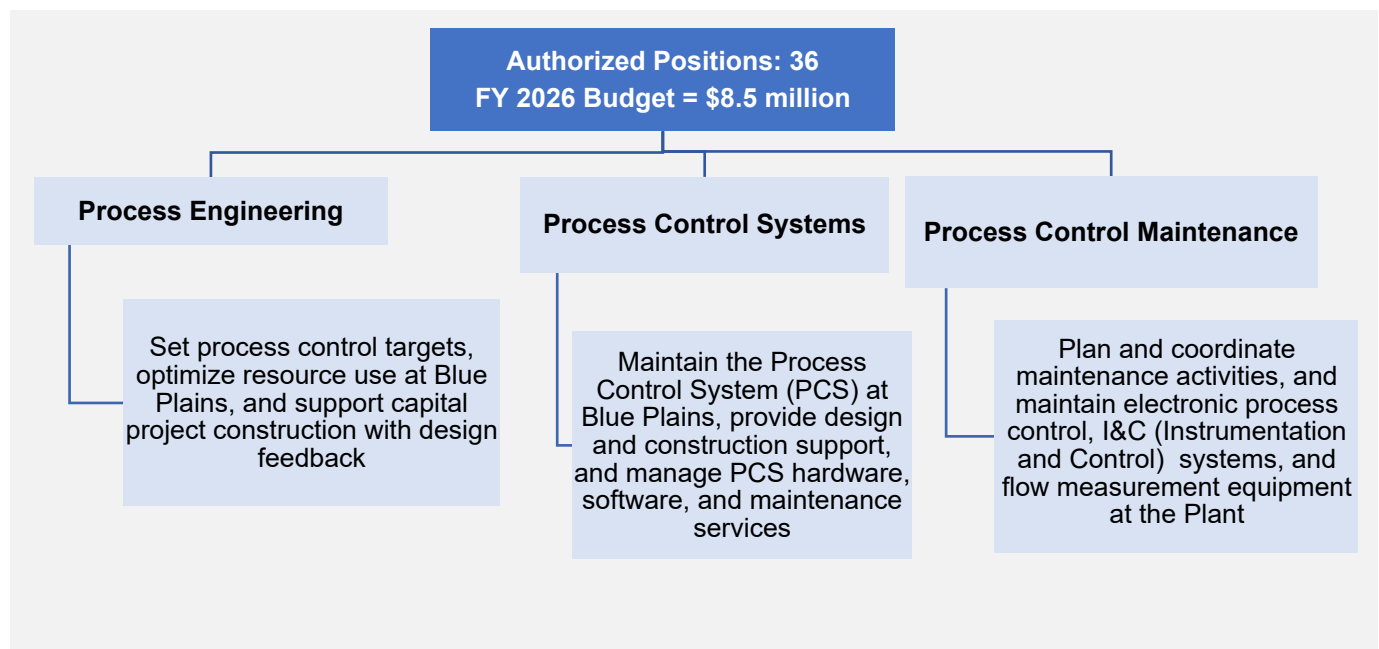 Authorized Positions: 36
FY 2026 Budget = $8.5 million
Process Engineering
Set process control targets,
optimize resource use at Blue
Plains, and support capital
project construction with design
feedback
Process Control Systems
Maintain the Process
Control System (PCS) at
Blue Plains, provide design
and construction support,
and manage PCS hardware,
software, and maintenance
services
Process Control Maintenance
Plan and coordinate
maintenance activities, and
maintain electronic process
control, I&C (Instrumentation
and Control)  systems, and
flow measurement equipment
at the Plant